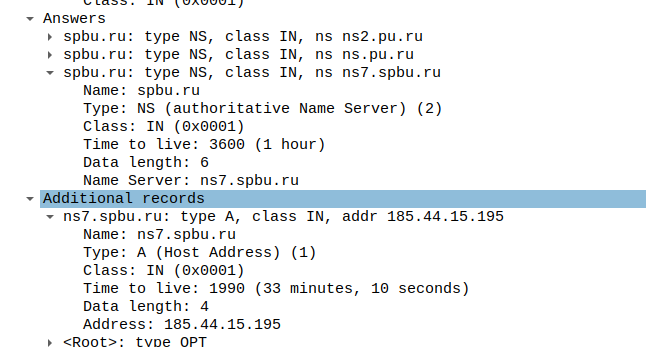 Class: IN (0x0001)
Answers
spbu.ru: type NS, class IN, ns ns2.pu.ru
spbu.ru: type NS, class IN, ns ns.pu.ru
spbu.ru: type NS, class IN, ns ns7.spbu.ru
Name: spbu.ru
Type: NS (authoritative Name Server) (2)
Class: IN (0x0001)
Time to live: 3600 (1 hour)
Data length: 6
Name Server: ns7.spbu.ru
Additional records
ns7.spbu.ru: type A, class IN, addr 185.44.15.195
Name: ns7.spbu.ru
Type: A (Host Address) (1)
Class: IN (0x0001)
Time to live: 1990 (33 minutes, 10 seconds)
Data length: 4
Address: 185.44.15.195
<Root>: type OPT